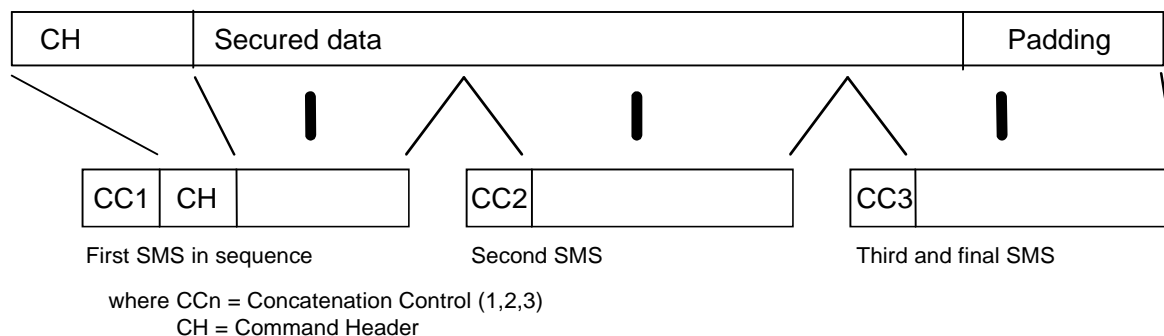 CH Secured data Padding
CC1 CH CC2 CC3
First SMS in sequence Second SMS Third and final SMS
where CCn = Concatenation Control (1,2,3)
CH = Command Header